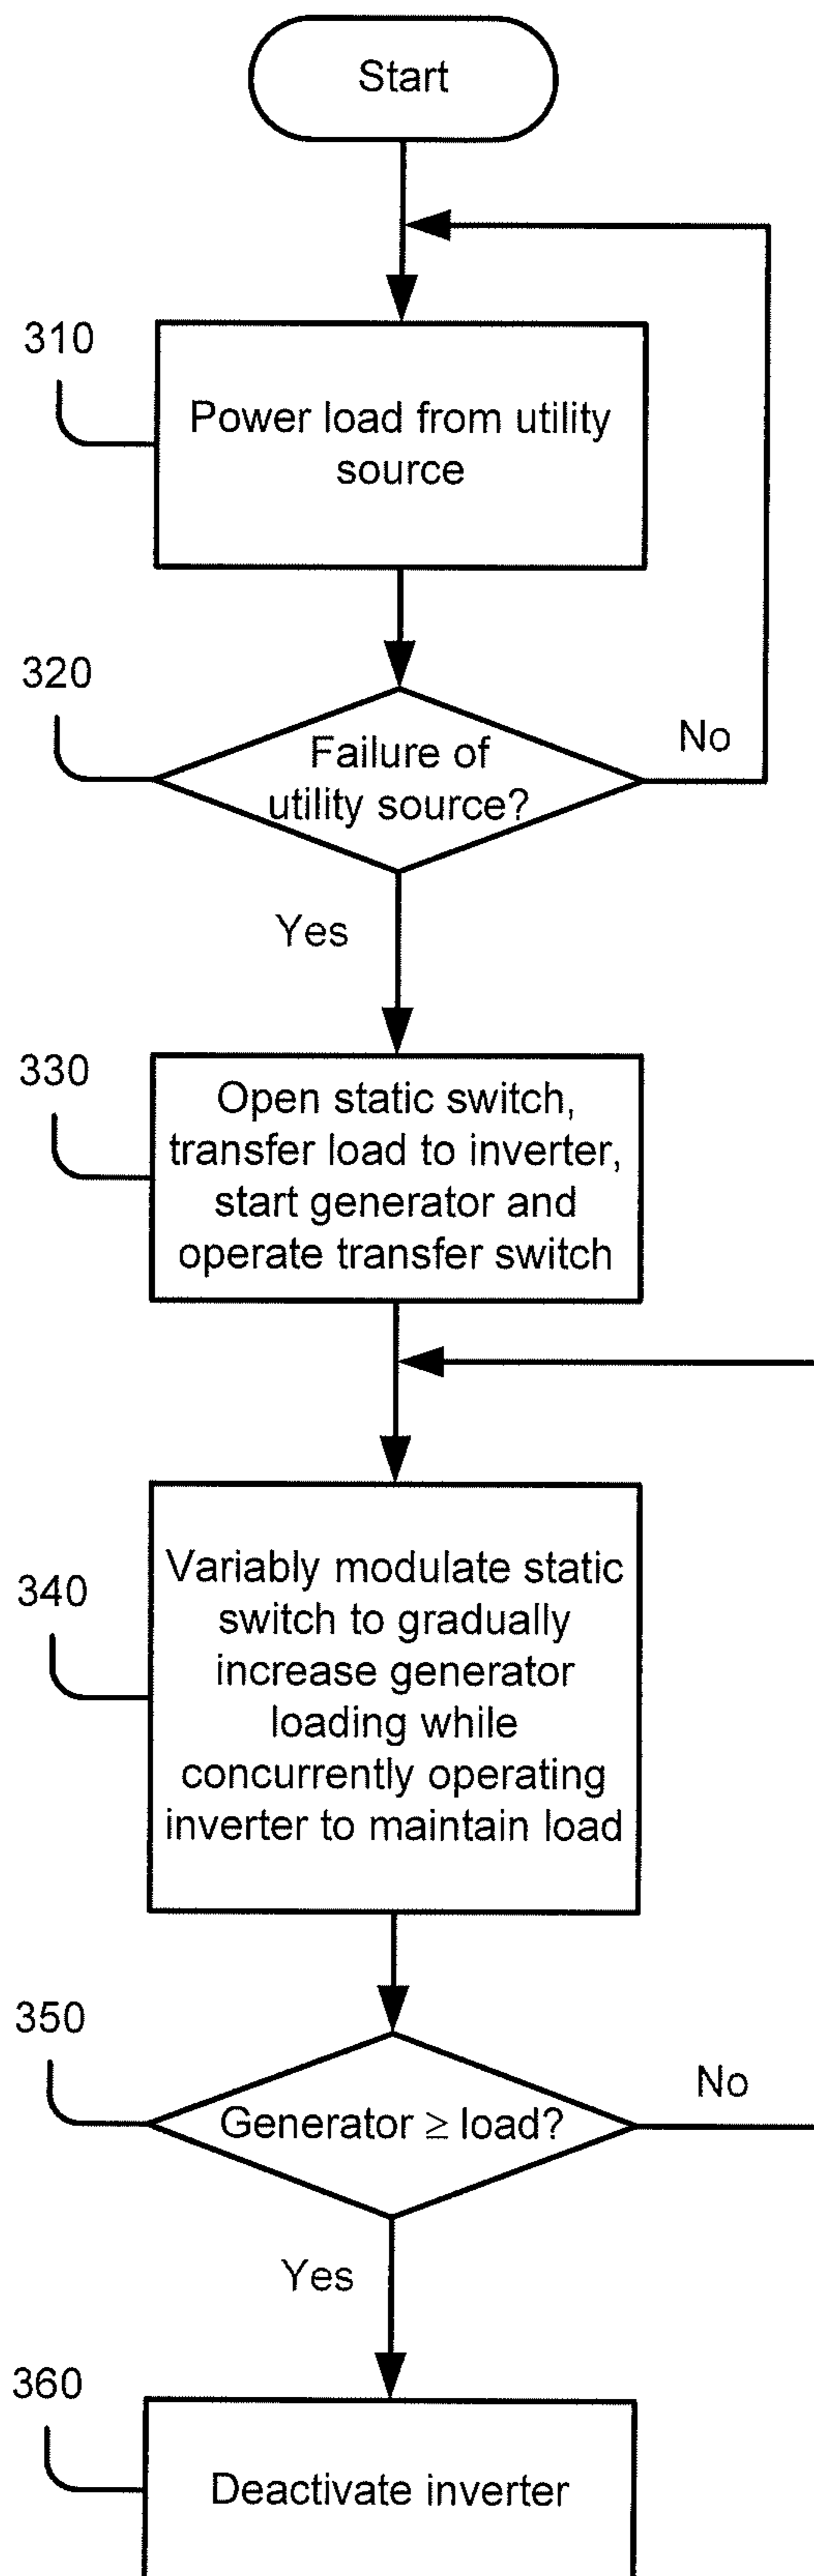 Start
310
Power load from utility
source
320
Failure of
utility source?
No
Yes
330
Open static switch,
transfer load to inverter,
start generator and
operate transfer switch
340
Variably modulate static
switch to gradually
increase generator
loading while
concurrently operating
inverter to maintain load
350
Generator ≥ load?
No
Yes
360
Deactivate inverter